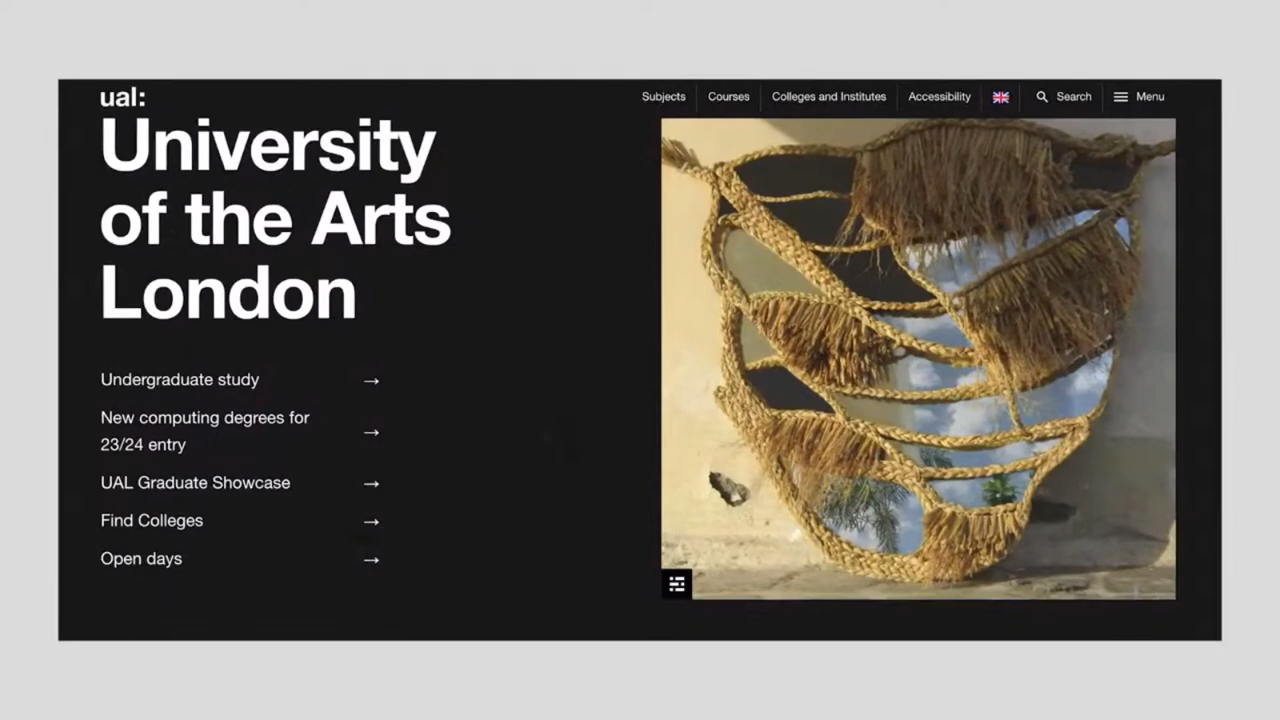 ual:
Subjects
Courses
Colleges and Institutes
Accessibility
Search
Menu
University
of the Arts
London
Undergraduate study →
New computing degrees for
23/24 entry →
UAL Graduate Showcase →
Find Colleges →
Open days →